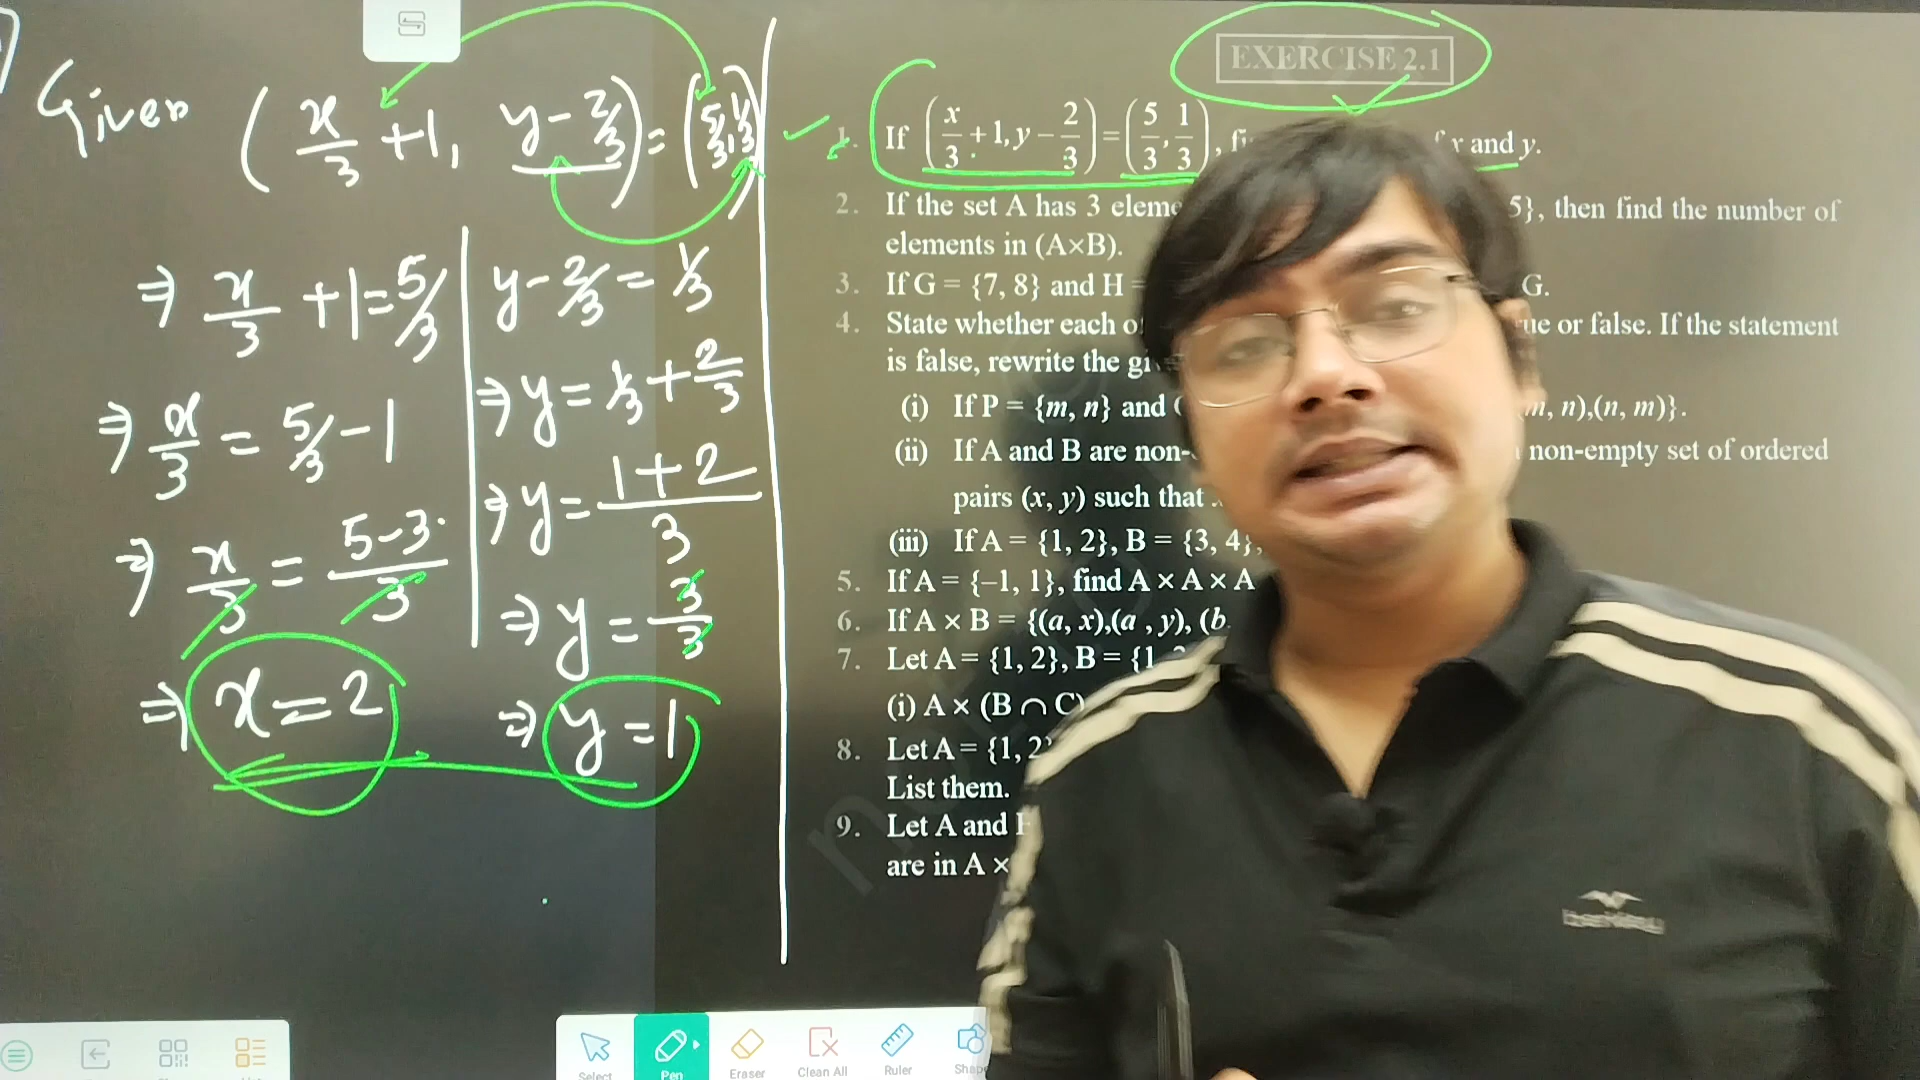 Given (x/3 + 1, y - 2/3) = (5/3, 1/3)
⇒ x/3 + 1 = 5/3
⇒ x/3 = 5/3 - 1
⇒ x/3 = 5-3/3
⇒ x = 2
y - 2/3 = 1/3
⇒ y = 1/3 + 2/3
⇒ y = 1+2/3
⇒ y = 3/3
⇒ y = 1
EXERCISE 2.1
1. If (x/3 + 1, y - 2/3) = (5/3, 1/3), x and y.
2. If the set A has 3 5}, then find the number of
elements in (A×B).
3. If G = {7, 8} and H = G.
4. State whether each or false. If the statement
is false, rewrite the
(i) If P = {m, n} and m, n),(n, m)}.
(ii) If A and B are non- non-empty set of ordered
pairs (x, y) such that
(iii) If A = {1, 2}, B = {3, 4},
5. If A = {–1, 1}, find A × A × A
6. If A × B = {(a, x),(a , y), (b
7. Let A = {1, 2}, B = {1,
(i) A × (B ∩ C)
8. Let A = {1, 2}
List them.
9. Let A and
are in A ×
Select Pen Eraser Clean All Ruler